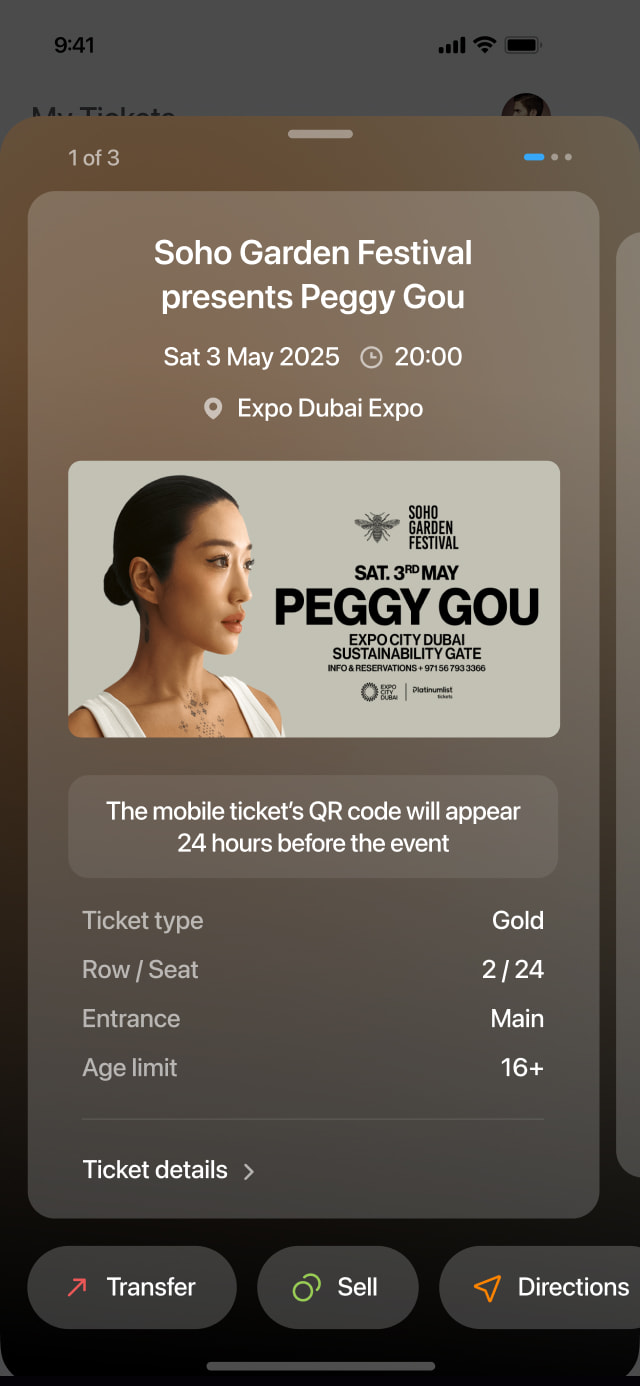 9:41
My Tickets
1 of 3
Soho Garden Festival
presents Peggy Gou
Sat 3 May 2025 20:00
Expo Dubai Expo
SOHO
GARDEN
FESTIVAL
SAT. 3RD MAY
PEGGY GOU
EXPO CITY DUBAI
SUSTAINABILITY GATE
INFO & RESERVATIONS + 971 56 793 3366
EXPO
CITY
DUBAI
Platinumlist
tickets
The mobile ticket’s QR code will appear
24 hours before the event
Ticket type Gold
Row / Seat 2 / 24
Entrance Main
Age limit 16+
Ticket details
Transfer Sell Directions